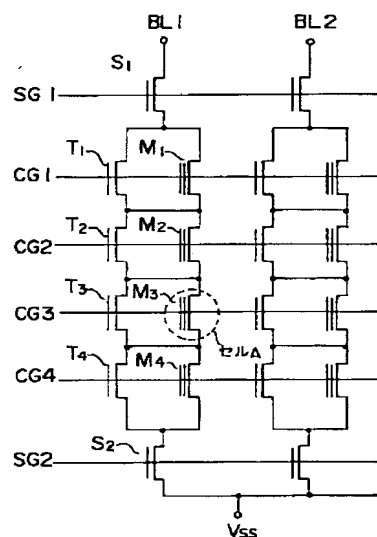 BL1 BL2
S1
SG1
T1 M1
CG1
T2 M2
CG2
T3 M3
CG3
セルA
T4 M4
CG4
S2
SG2
Vss